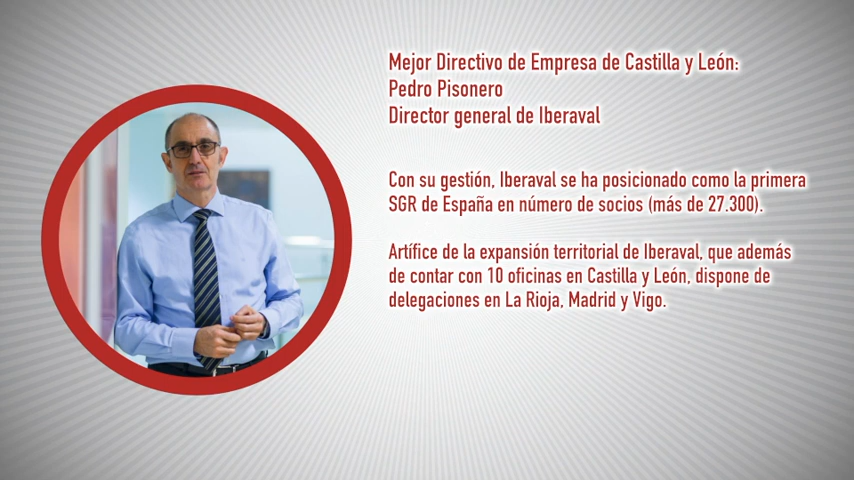 Mejor Directivo de Empresa de Castilla y León:
Pedro Pisonero
Director general de Iberaval
Con su gestión, Iberaval se ha posicionado como la primera
SGR de España en número de socios (más de 27.300).
Artífice de la expansión territorial de Iberaval, que además
de contar con 10 oficinas en Castilla y León, dispone de
delegaciones en La Rioja, Madrid y Vigo.